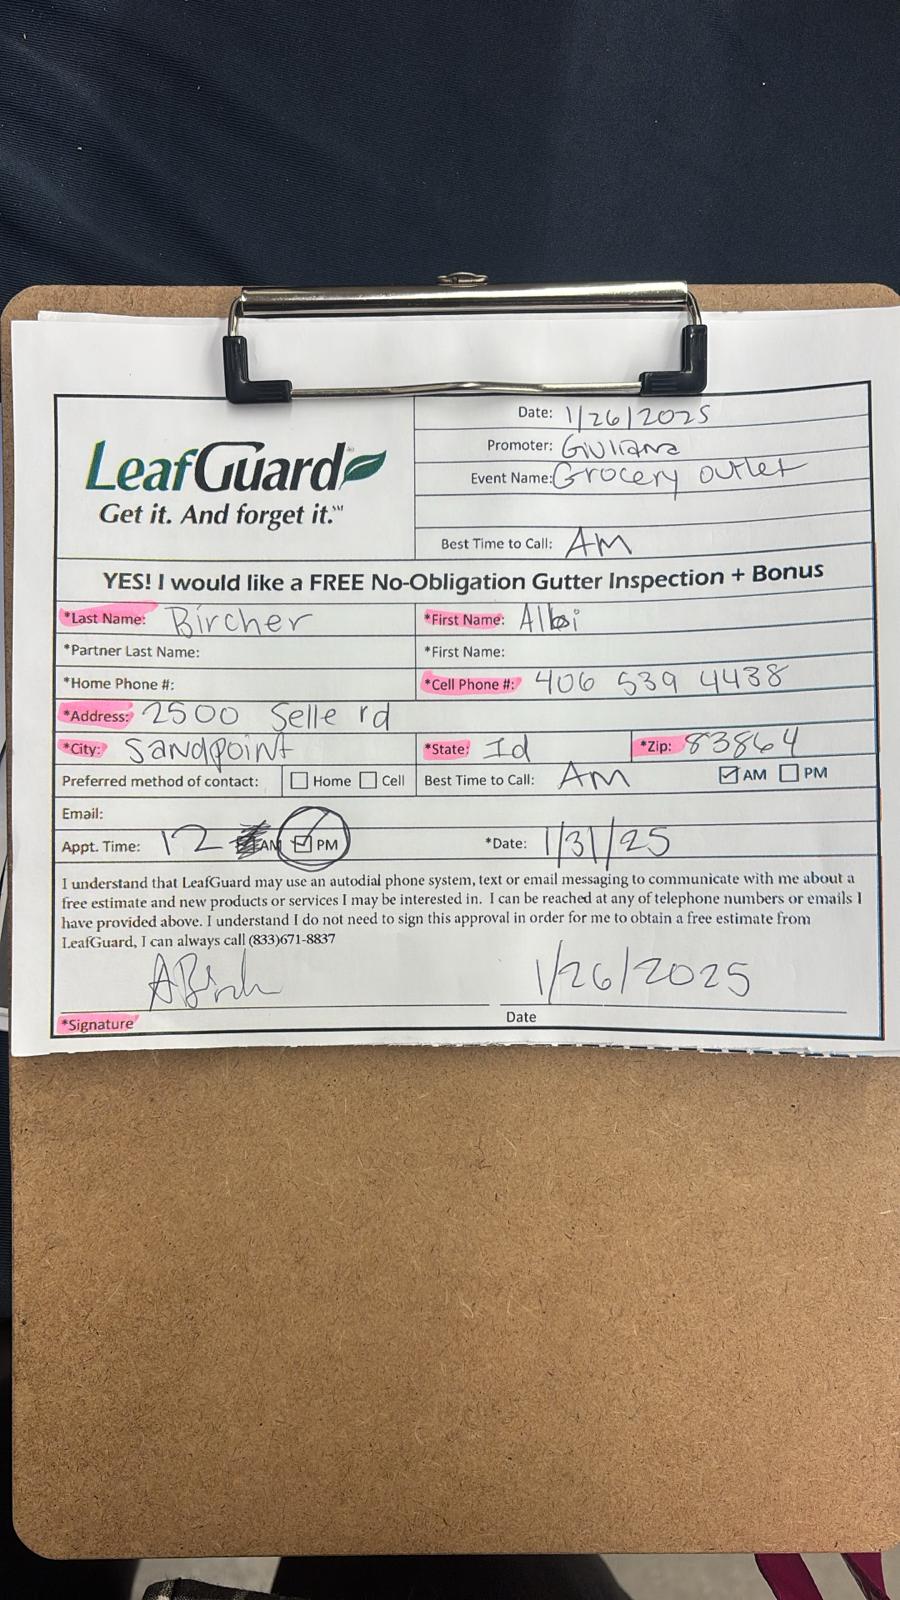 Date: 1/26/2025
Promoter: Giuliana
Event Name: Grocery outlet
LeafGuard
Get it. And forget it.℠
Best Time to Call: AM
YES! I would like a FREE No-Obligation Gutter Inspection + Bonus
*Last Name: Bircher *First Name:
*Partner Last Name: *First Name:
*Home Phone #: *Cell Phone #: 406 539 4438
*Address: 2500 Selle rd
*City: Sandpoint *State: Id *Zip: 83864
Preferred method of contact: ☐ Home ☐ Cell Best Time to Call: AM ☑ AM ☐ PM
Email:
Appt. Time: 12 AM ☑ PM *Date: 1/31/25
I understand that LeafGuard may use an autodial phone system, text or email messaging to communicate with me about a
free estimate and new products or services I may be interested in. I can be reached at any of telephone numbers or emails I
have provided above. I understand I do not need to sign this approval in order for me to obtain a free estimate from
LeafGuard, I can always call (833)671-8837
1/26/2025
*Signature Date